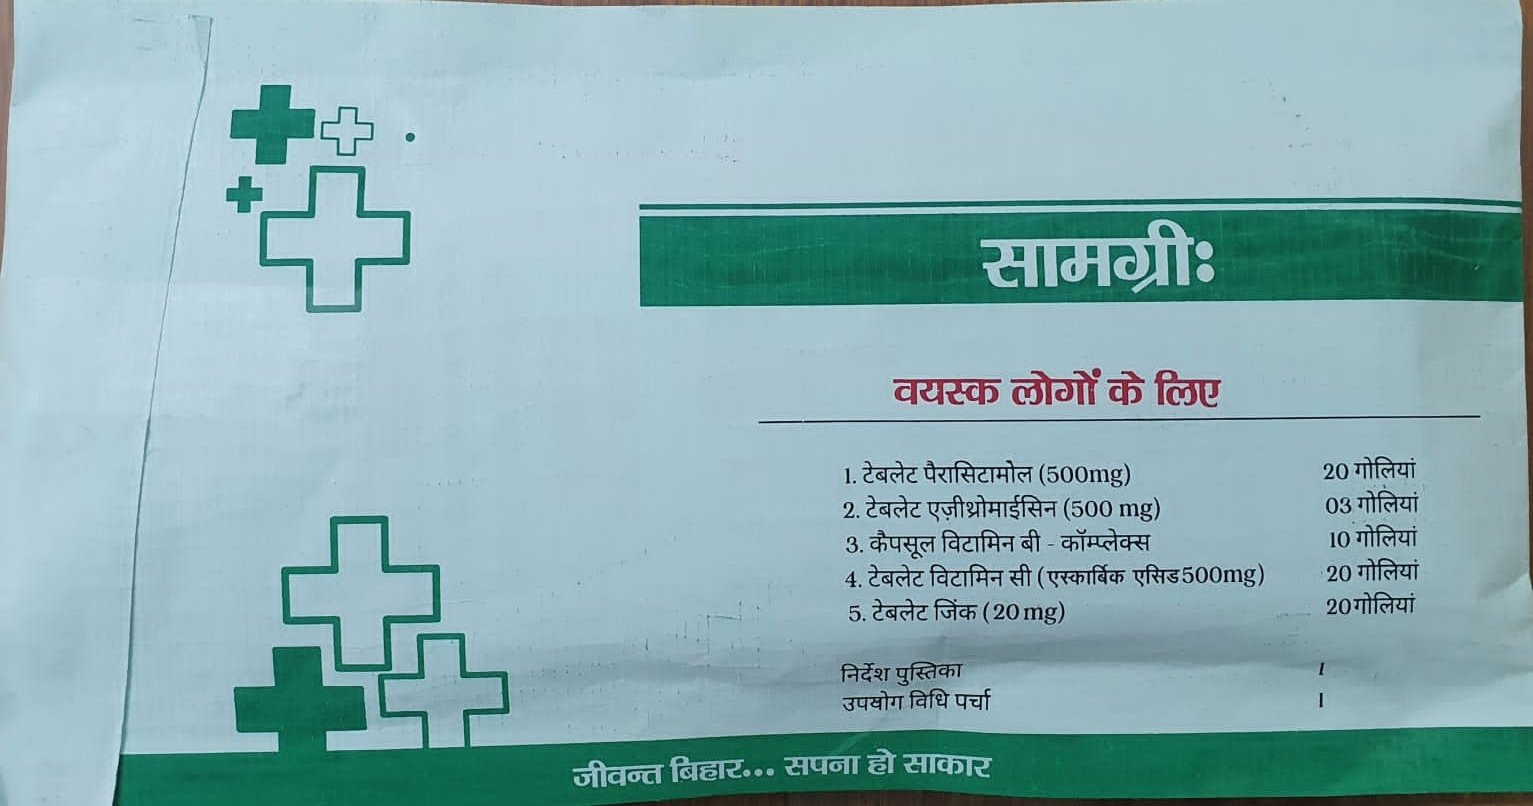 सामग्रीः
वयस्क लोगों के लिए
1. टेबलेट पैरासिटामोल (500mg) 20 गोलियां
2. टेबलेट एज़ीथ्रोमाईसिन (500 mg) 03 गोलियां
3. कैपसूल विटामिन बी - कॉम्प्लेक्स 10 गोलियां
4. टेबलेट विटामिन सी (एस्कार्बिक एसिड500mg) 20 गोलियां
5. टेबलेट जिंक (20 mg) 20गोलियां
निर्देश पुस्तिका 1
उपयोग विधि पर्चा 1
जीवन्त बिहार... सपना हो साकार